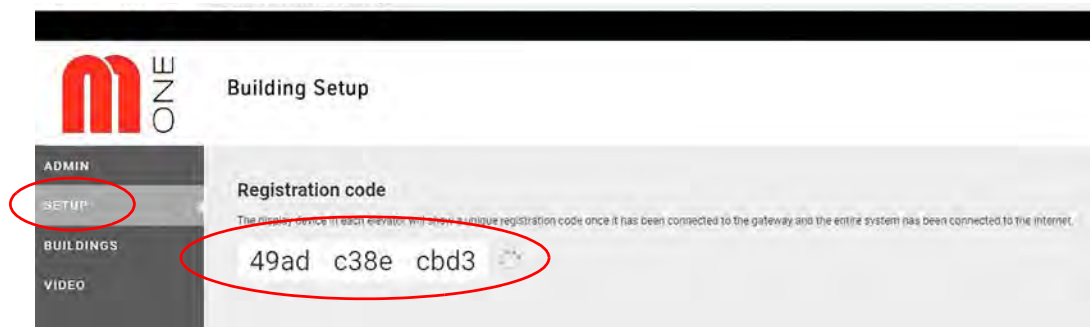 ONE
Building Setup
ADMIN
SETUP
BUILDINGS
VIDEO
Registration code
The display device in each elevator will show a unique registration code once it has been connected to the gateway and the entire system has been connected to the internet.
49ad c38e cbd3